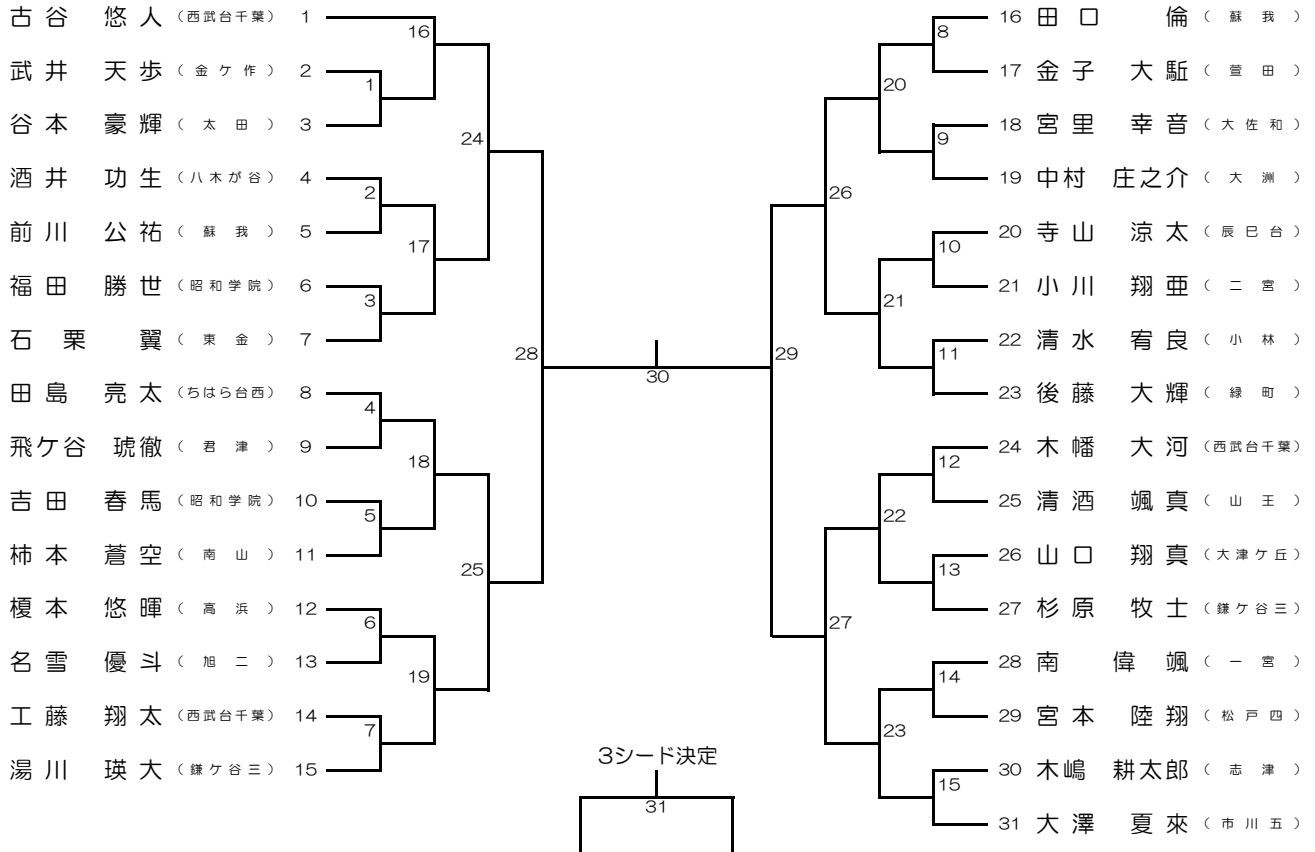 古谷 悠人 （西武台千葉） 1
武井 天歩 （金ケ作） 2
谷本 豪輝 （太田） 3
酒井 功生 （八木が谷） 4
前川 公祐 （蘇我） 5
福田 勝世 （昭和学院） 6
石栗 翼 （東金） 7
田島 亮太 （ちはら台西） 8
飛ケ谷 琥徹 （君津） 9
吉田 春馬 （昭和学院） 10
柿本 蒼空 （南山） 11
榎本 悠暉 （高浜） 12
名雪 優斗 （旭二） 13
工藤 翔太 （西武台千葉） 14
湯川 瑛大 （鎌ケ谷三） 15
1
2
3
4
5
6
7
16
17
18
19
24
25
28
30
29
26
27
20
21
22
23
8
9
10
11
12
13
14
15
16 田口 倫 （蘇我）
17 金子 大駈 （萱田）
18 宮里 幸音 （大佐和）
19 中村 庄之介 （大洲）
20 寺山 涼太 （辰巳台）
21 小川 翔亜 （二宮）
22 清水 宥良 （小林）
23 後藤 大輝 （緑町）
24 木幡 大河 （西武台千葉）
25 清酒 颯真 （山王）
26 山口 翔真 （大津ケ丘）
27 杉原 牧士 （鎌ケ谷三）
28 南 偉颯 （一宮）
29 宮本 陸翔 （松戸四）
30 木嶋 耕太郎 （志津）
31 大澤 夏來 （市川五）
3シード決定
31